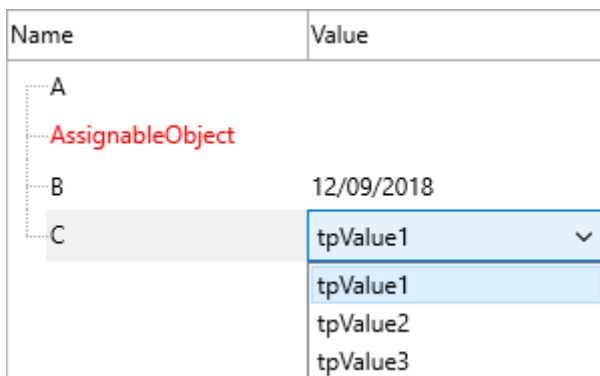 Name Value
A
AssignableObject
B 12/09/2018
C tpValue1
tpValue1
tpValue2
tpValue3